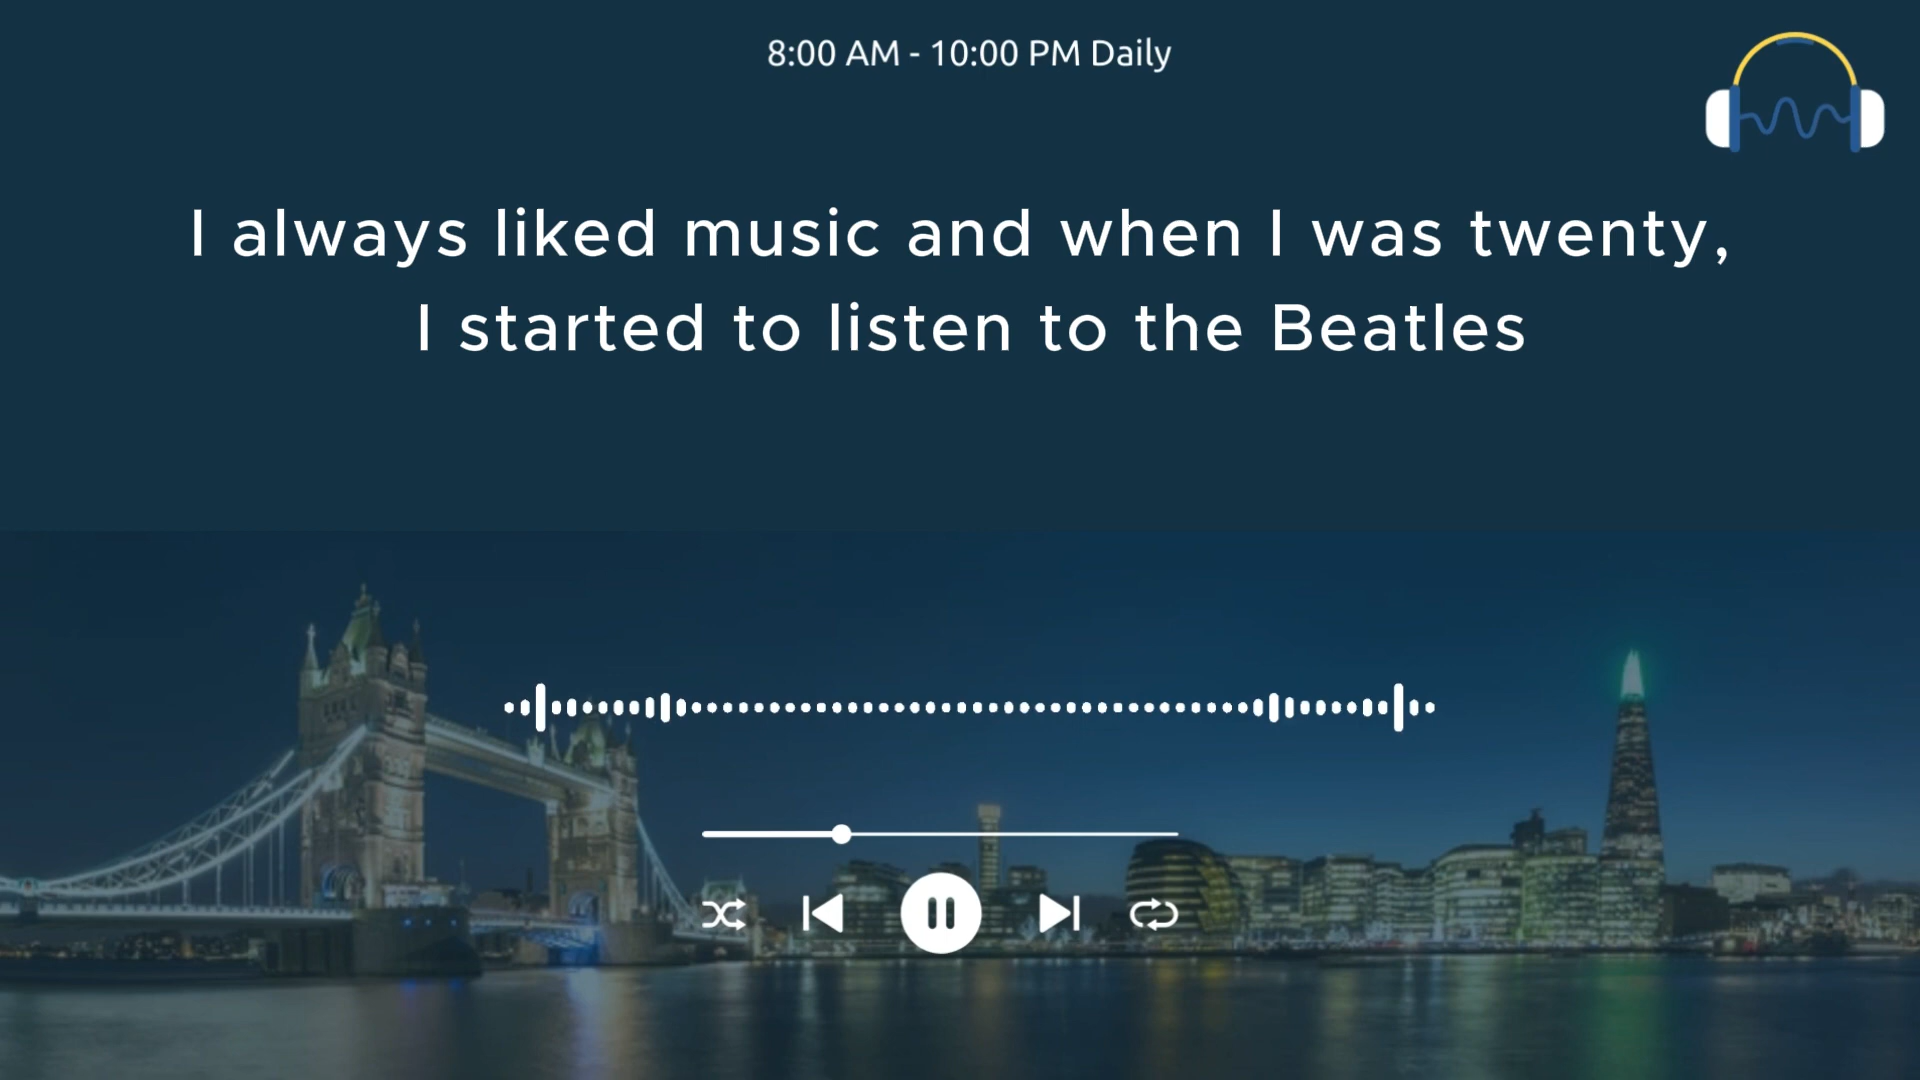 8:00 AM - 10:00 PM Daily
I always liked music and when I was twenty,
I started to listen to the Beatles